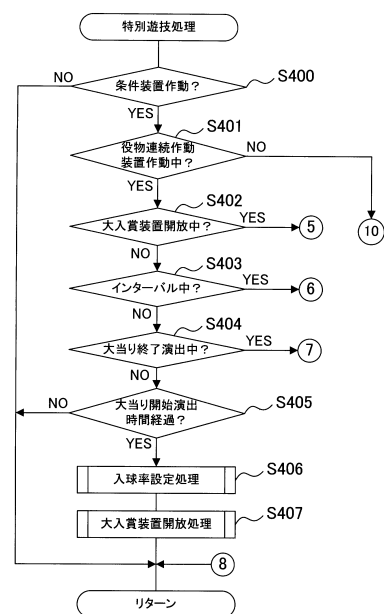 特別遊技処理
NO
条件装置作動？
S400
YES
S401
役物連続作動
装置作動中？
NO
YES
S402
大入賞装置開放中？
YES
5
10
NO
S403
インターバル中？
YES
6
NO
S404
大当り終了演出中？
YES
7
NO
NO
大当り開始演出
時間経過？
S405
YES
入球率設定処理
S406
大入賞装置開放処理
S407
8
リターン